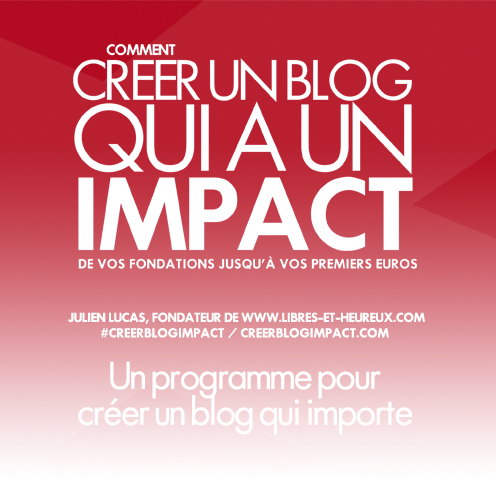 COMMENT
CREER UN BLOG
QUI A UN
IMPACT
DE VOS FONDATIONS JUSQU'À VOS PREMIERS EUROS
JULIEN LUCAS, FONDATEUR DE WWW.LIBRES-ET-HEUREUX.COM
#CREERBLOGIMPACT / CREERBLOGIMPACT.COM
Un programme pour
créer un blog qui importe